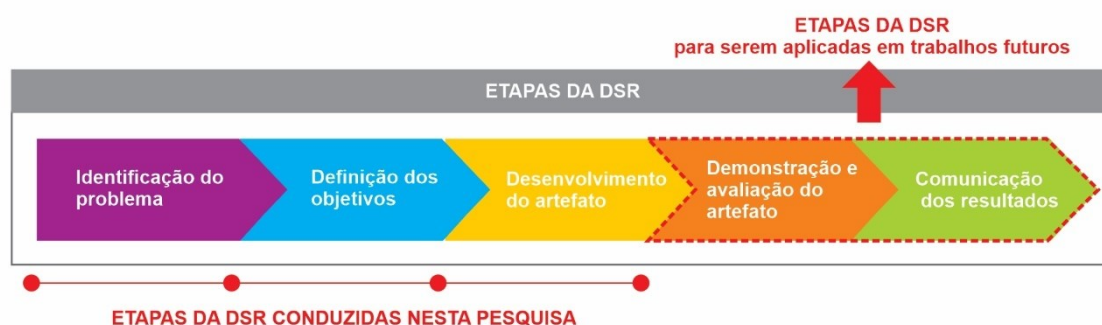 ETAPAS DA DSR
para serem aplicadas em trabalhos futuros
ETAPAS DA DSR
Identificação do
problema
Definição dos
objetivos
Desenvolvimento
do artefato
Demonstração e
avaliação do
artefato
Comunicação
dos resultados
ETAPAS DA DSR CONDUZIDAS NESTA PESQUISA